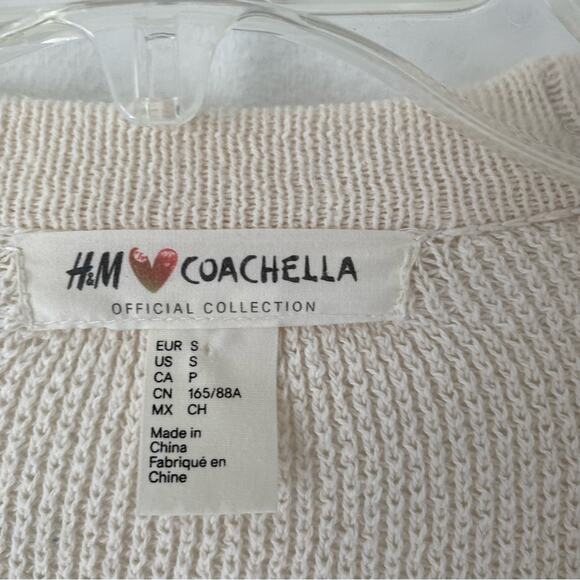 H&M COACHELLA
OFFICIAL COLLECTION
EUR S
US S
CA P
CN 165/88A
MX CH
Made in
China
Fabriqué en
Chine